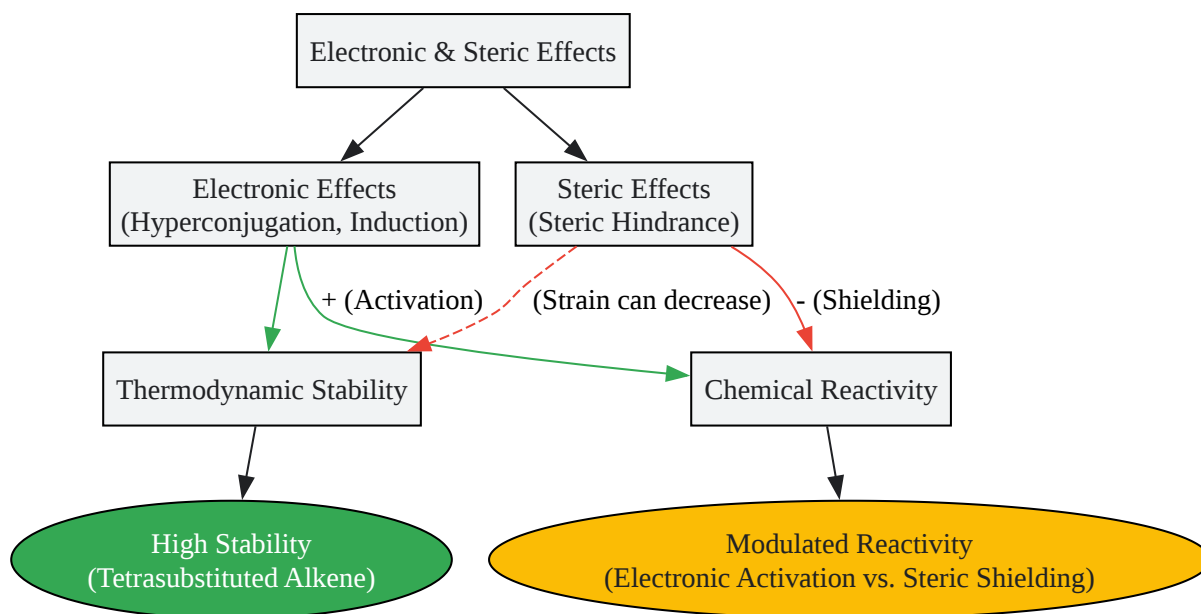 Electronic & Steric Effects
Electronic Effects
(Hyperconjugation, Induction)
Steric Effects
(Steric Hindrance)
+ (Activation)
(Strain can decrease)
- (Shielding)
Thermodynamic Stability
Chemical Reactivity
High Stability
(Tetrasubstituted Alkene)
Modulated Reactivity
(Electronic Activation vs. Steric Shielding)